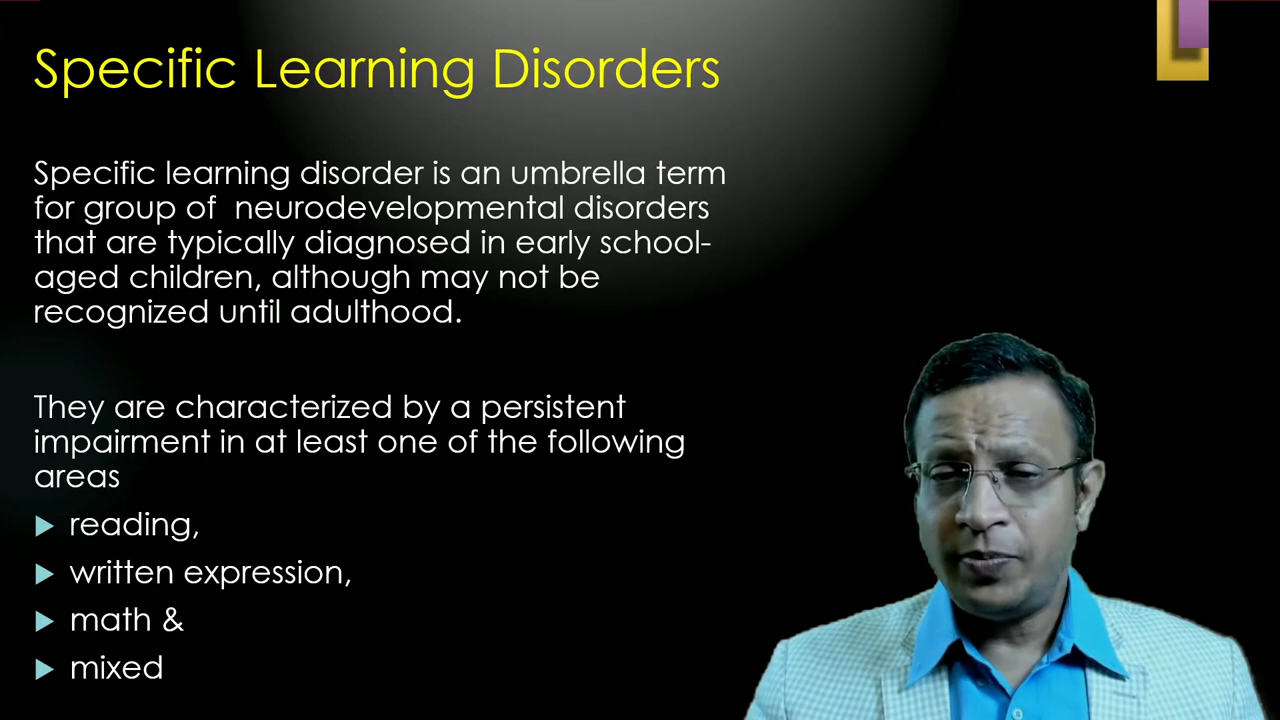 Specific Learning Disorders
Specific learning disorder is an umbrella term
for group of  neurodevelopmental disorders
that are typically diagnosed in early school-
aged children, although may not be
recognized until adulthood.
They are characterized by a persistent
impairment in at least one of the following
areas
reading,
written expression,
math &
mixed